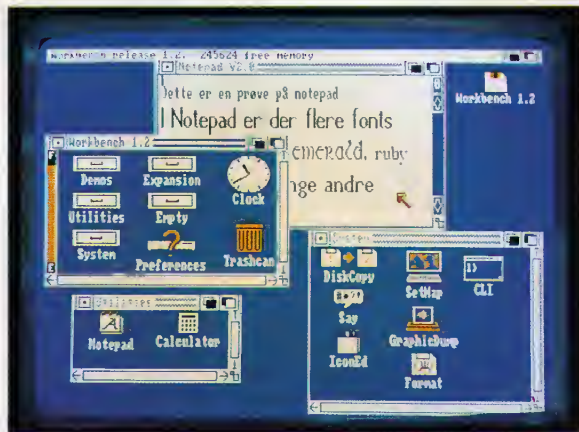 Workbench release 1.2. 245624 free memory
Notepad v2.0
Dette er en prøve på notepad
I Notepad er der flere fonts
emerald, ruby
nge andre
Workbench 1.2
Workbench 1.2
Demos Expansion Clock
Utilities Empty
System Preferences Trashcan
Utilities
Notepad Calculator
System
DiskCopy SetMap CLI
1)
Say GraphicDump
IconEd
Format